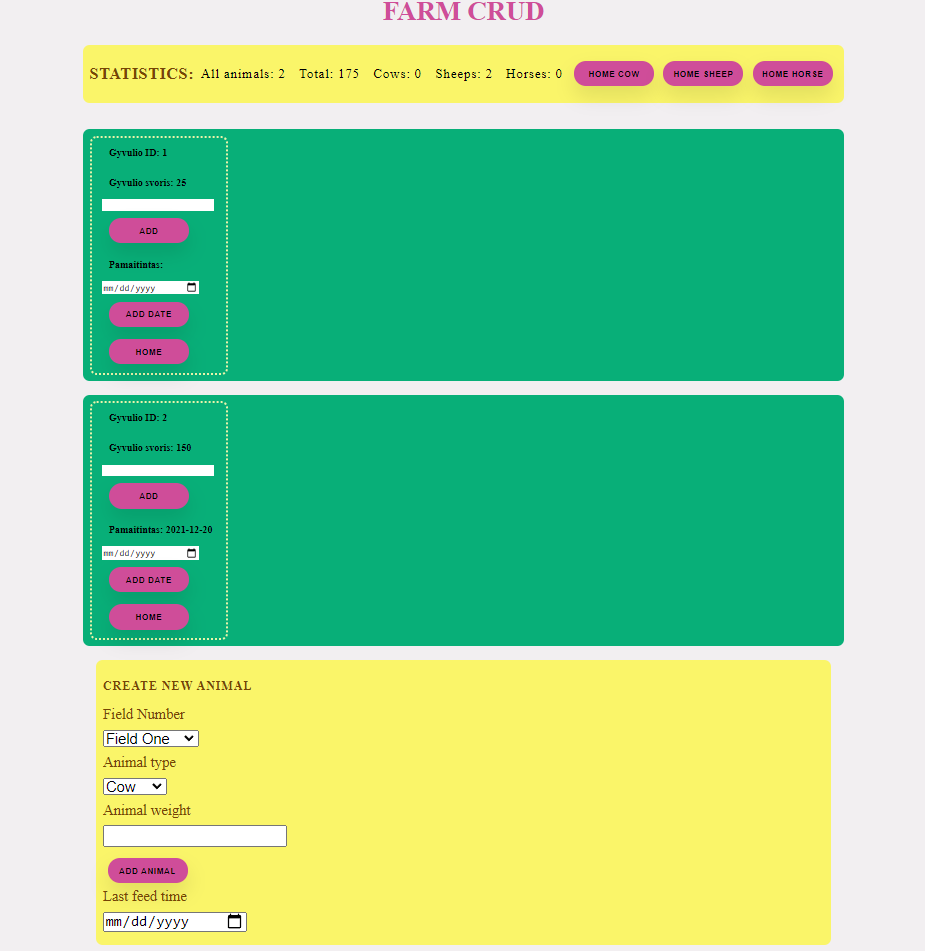 FARM CRUD
STATISTICS: All animals: 2 Total: 175 Cows: 0 Sheeps: 2 Horses: 0 HOME COW HOME SHEEP HOME HORSE
Gyvulio ID: 1
Gyvulio svoris: 25
ADD
Pamaitintas:
mm/dd/yyyy
ADD DATE
HOME
Gyvulio ID: 2
Gyvulio svoris: 150
ADD
Pamaitintas: 2021-12-20
mm/dd/yyyy
ADD DATE
HOME
CREATE NEW ANIMAL
Field Number
Field One
Animal type
Cow
Animal weight
ADD ANIMAL
Last feed time
mm/dd/yyyy